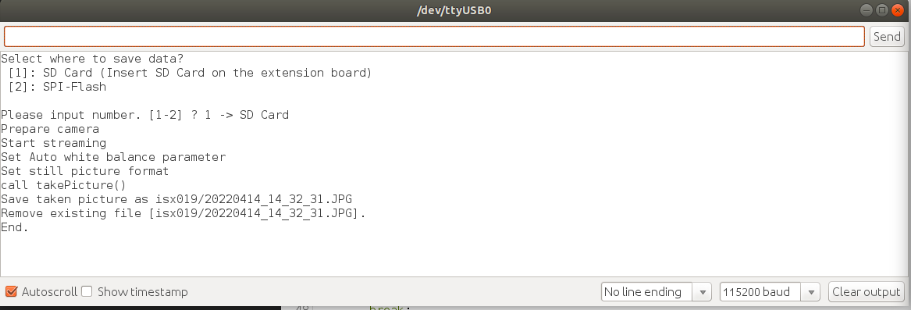 /dev/ttyUSB0
Send
Select where to save data?
[1]: SD Card (Insert SD Card on the extension board)
[2]: SPI-Flash
Please input number. [1-2] ? 1 -> SD Card
Prepare camera
Start streaming
Set Auto white balance parameter
Set still picture format
call takePicture()
Save taken picture as isx019/20220414_14_32_31.JPG
Remove existing file [isx019/20220414_14_32_31.JPG].
End.
Autoscroll Show timestamp No line ending 115200 baud Clear output
break;